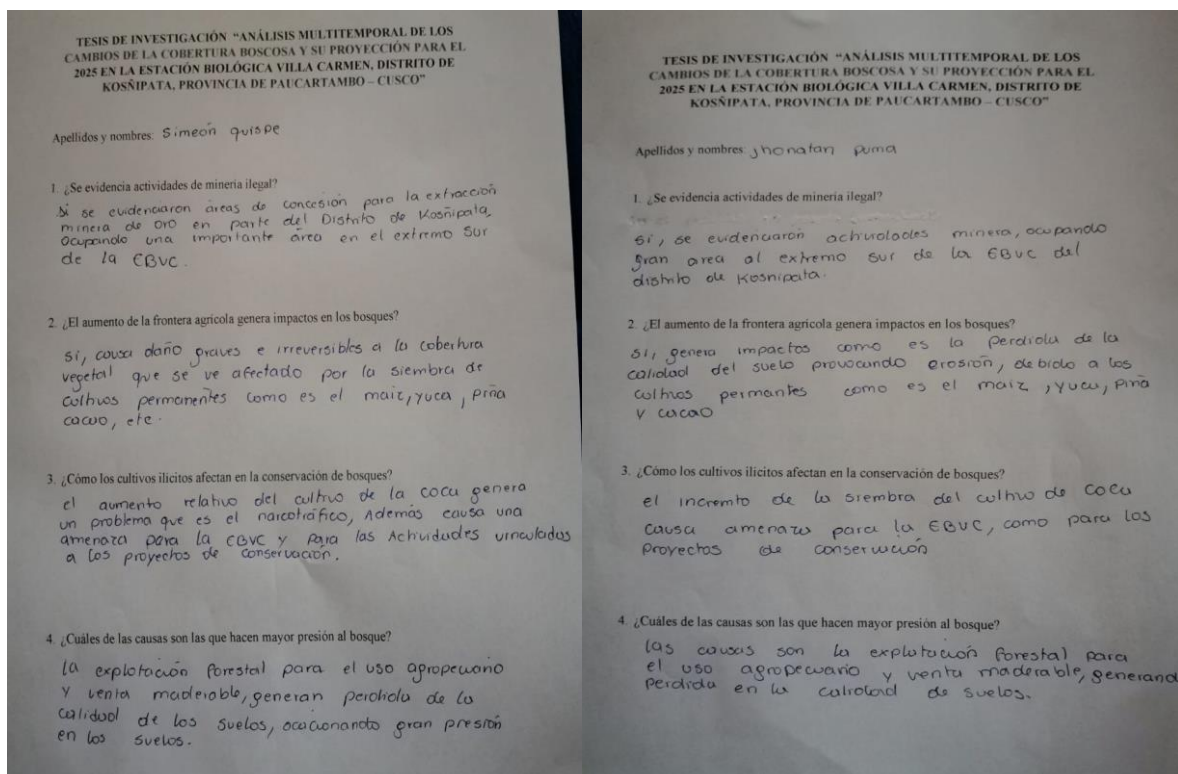 TESIS DE INVESTIGACIÓN “ANÁLISIS MULTITEMPORAL DE LOS
CAMBIOS DE LA COBERTURA BOSCOSA Y SU PROYECCIÓN PARA EL
2025 EN LA ESTACIÓN BIOLÓGICA VILLA CARMEN, DISTRITO DE
KOSÑIPATA, PROVINCIA DE PAUCARTAMBO – CUSCO”
Apellidos y nombres: Simeón quispe
1. ¿Se evidencia actividades de minería ilegal?
Si se evidenciaron áreas de concesión para la extracción
minera de oro en parte del Distrito de Kosñipata,
ocupando una importante área en el extremo Sur
de la EBVC.
2. ¿El aumento de la frontera agrícola genera impactos en los bosques?
Si, causa daño graves e irreversibles a la cobertura
vegetal que se ve afectado por la siembra de
cultivos permanentes como es el maiz, yuca, piña
cacao, etc.
3. ¿Cómo los cultivos ilícitos afectan en la conservación de bosques?
el aumento relativo del cultivo de la coca genera
un problema que es el narcotráfico, Además causa una
amenaza para la EBVC y para las Actividades vinculadas
a los proyectos de conservación.
4. ¿Cuáles de las causas son las que hacen mayor presión al bosque?
la explotación forestal para el uso agropecuario
y venta maderable, generan perdida de la
calidad de los suelos, ocacionando gran presión
en los suelos.
TESIS DE INVESTIGACIÓN “ANÁLISIS MULTITEMPORAL DE LOS
CAMBIOS DE LA COBERTURA BOSCOSA Y SU PROYECCIÓN PARA EL
2025 EN LA ESTACIÓN BIOLÓGICA VILLA CARMEN, DISTRITO DE
KOSÑIPATA, PROVINCIA DE PAUCARTAMBO – CUSCO”
Apellidos y nombres: jhonatan puma
1. ¿Se evidencia actividades de minería ilegal?
si, se evidenciarón actividades minera, ocupando
gran area al extremo sur de la EBVC del
distrito de Kosnipata.
2. ¿El aumento de la frontera agrícola genera impactos en los bosques?
si, genera impactos como es la perdida de la
calidad del suelo provocando erosión, debido a los
cultivos permantes como es el maiz, yuca, piña
y cacao
3. ¿Cómo los cultivos ilícitos afectan en la conservación de bosques?
el incremto de la siembra del cultivo de coca
causa amenaza para la EBVC, como para los
proyectos de conservación
4. ¿Cuáles de las causas son las que hacen mayor presión al bosque?
las causas son la explotación forestal para
el uso agropecuario y venta maderable, generand
perdida en la calidad de suelos.